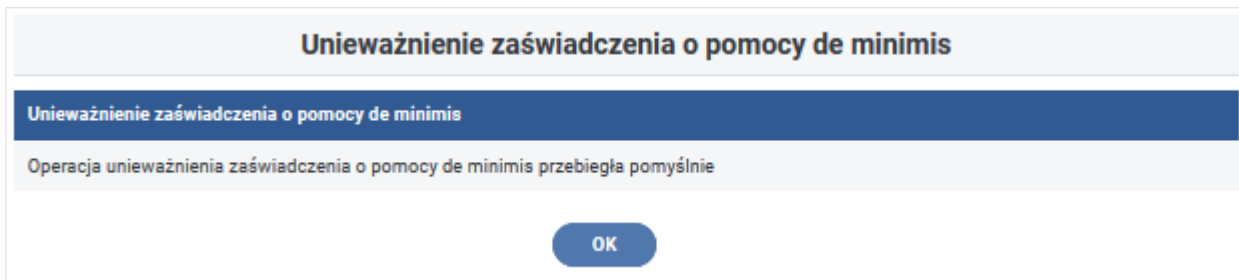 Unieważnienie zaświadczenia o pomocy de minimis
Unieważnienie zaświadczenia o pomocy de minimis
Operacja unieważnienia zaświadczenia o pomocy de minimis przebiegła pomyślnie
OK